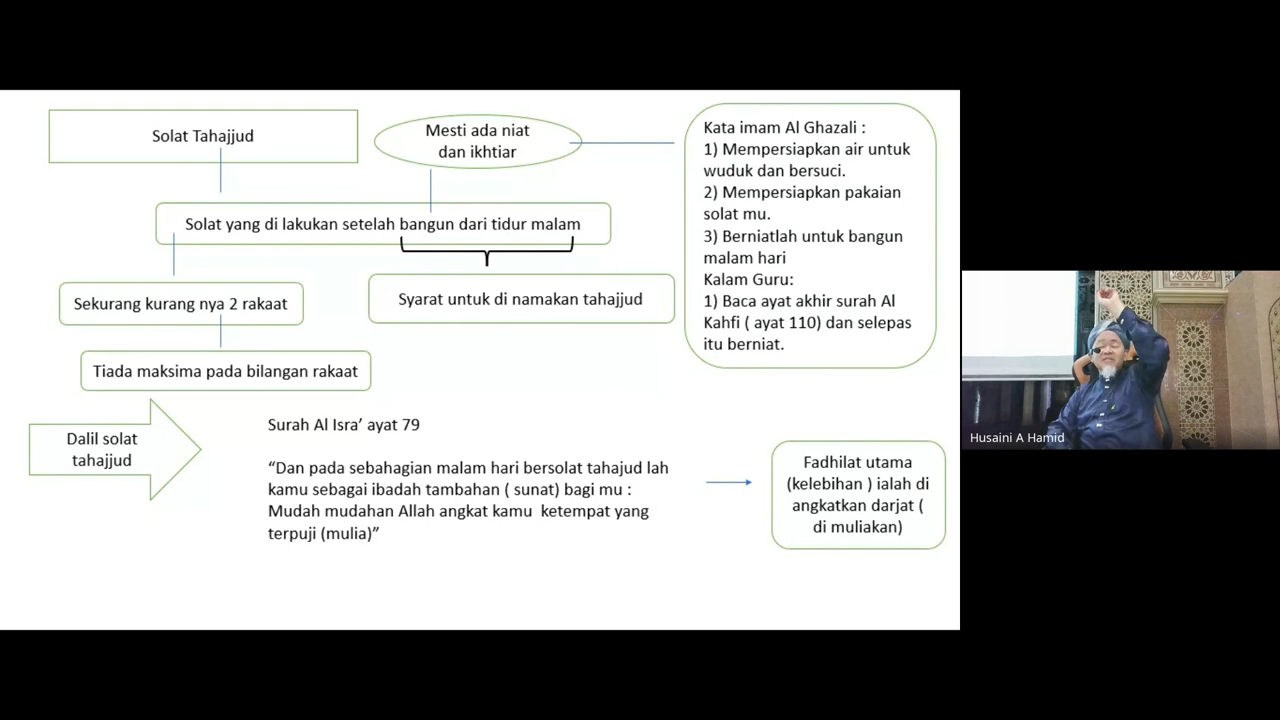 Solat Tahajjud
Mesti ada niat
dan ikhtiar
Solat yang di lakukan setelah bangun dari tidur malam
Sekurang kurang nya 2 rakaat
Syarat untuk di namakan tahajjud
Tiada maksima pada bilangan rakaat
Kata imam Al Ghazali :
1) Mempersiapkan air untuk
wuduk dan bersuci.
2) Mempersiapkan pakaian
solat mu.
3) Berniatlah untuk bangun
malam hari
Kalam Guru:
1) Baca ayat akhir surah Al
Kahfi ( ayat 110) dan selepas
itu berniat.
Dalil solat
tahajjud
Surah Al Isra’ ayat 79
“Dan pada sebahagian malam hari bersolat tahajud lah
kamu sebagai ibadah tambahan ( sunat) bagi mu :
Mudah mudahan Allah angkat kamu  ketempat yang
terpuji (mulia)”
Fadhilat utama
(kelebihan ) ialah di
angkatkan darjat (
di muliakan)
Husaini A Hamid